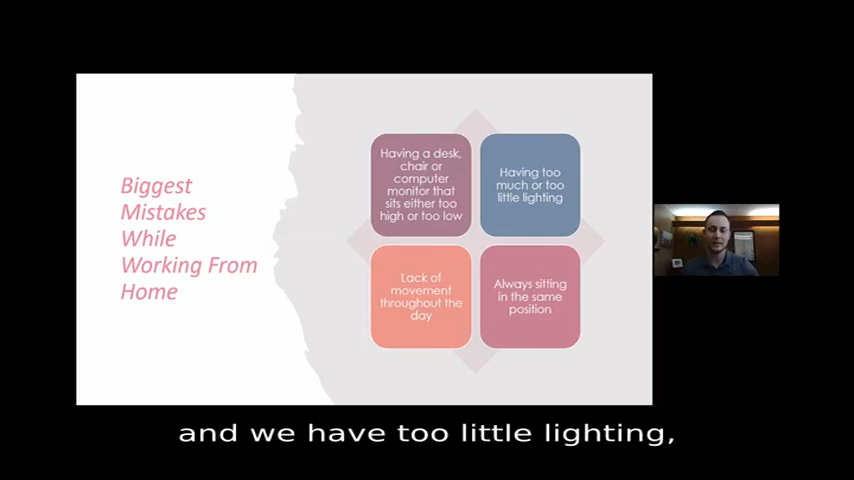 Biggest
Mistakes
While
Working From
Home
Having a desk,
chair or
computer
monitor that
sits either too
high or too low
Having too
much or too
little lighting
Lack of
movement
throughout the
day
Always sitting
in the same
position
and we have too little lighting,